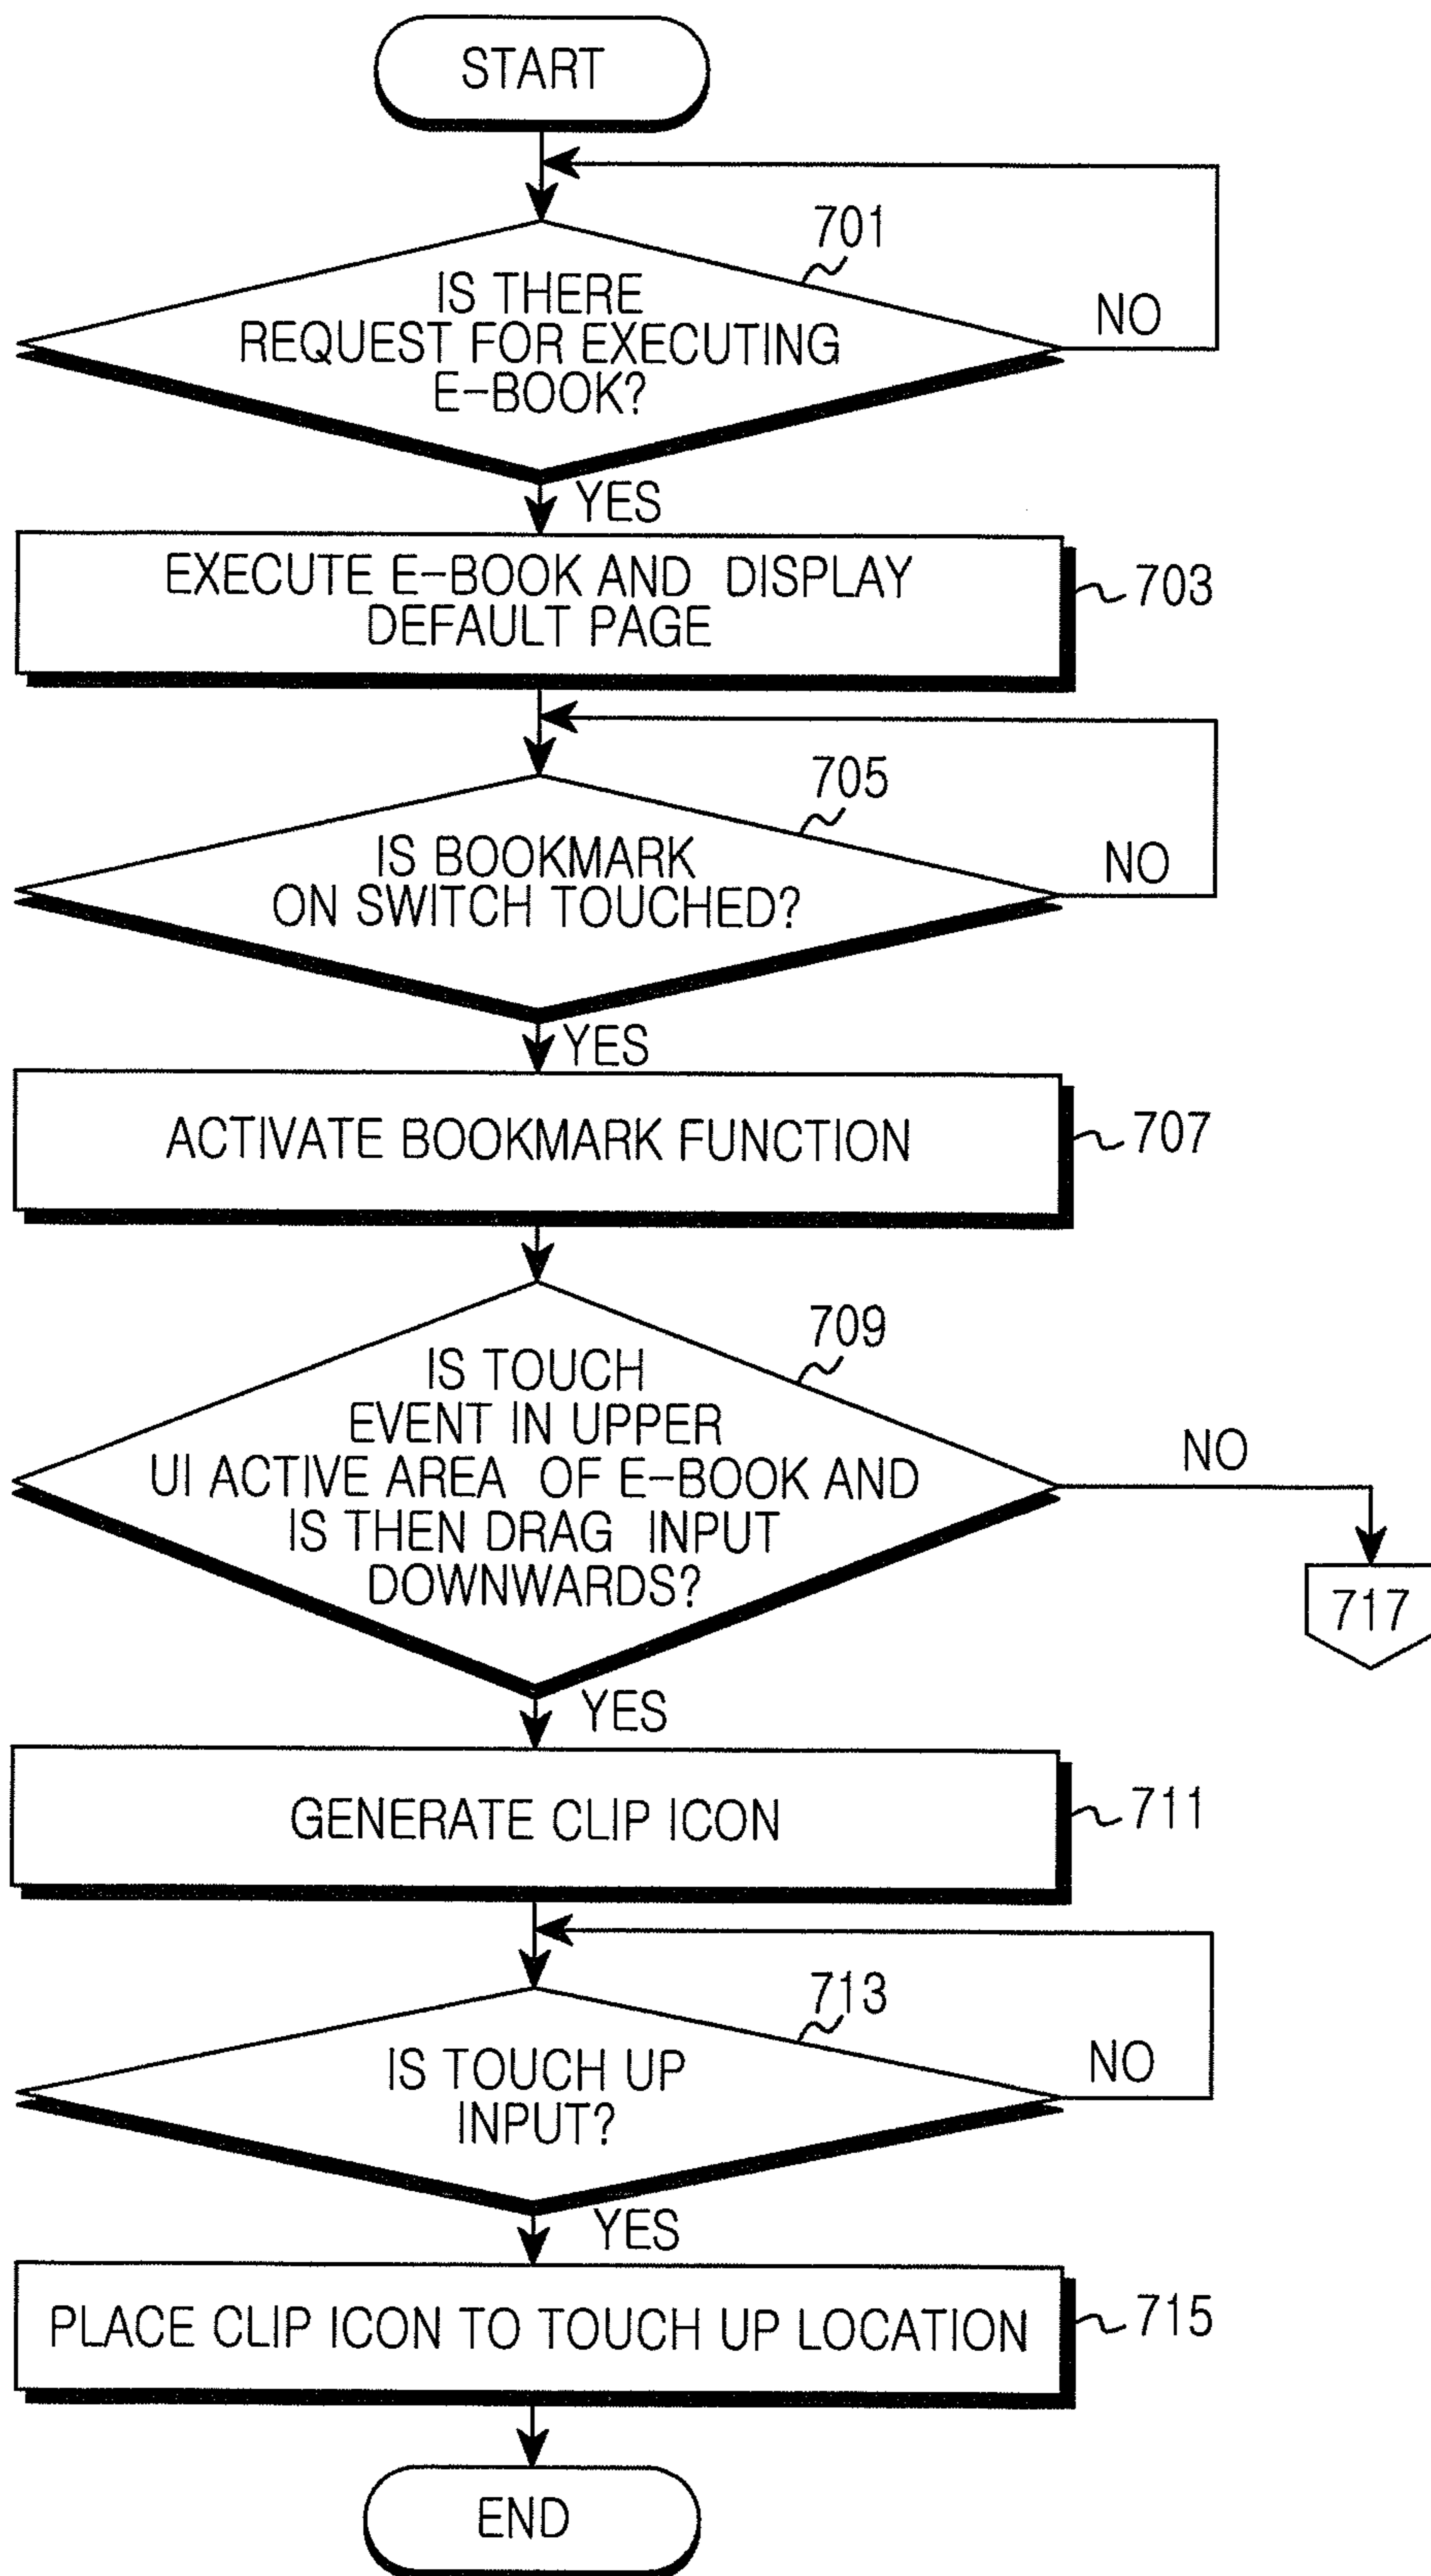 START
701
IS THERE
REQUEST FOR EXECUTING
E-BOOK?
NO
YES
EXECUTE E-BOOK AND DISPLAY
DEFAULT PAGE
703
705
IS BOOKMARK
ON SWITCH TOUCHED?
NO
YES
ACTIVATE BOOKMARK FUNCTION
707
709
IS TOUCH
EVENT IN UPPER
UI ACTIVE AREA OF E-BOOK AND
IS THEN DRAG INPUT
DOWNWARDS?
NO
717
YES
GENERATE CLIP ICON
711
713
IS TOUCH UP
INPUT?
NO
YES
PLACE CLIP ICON TO TOUCH UP LOCATION
715
END